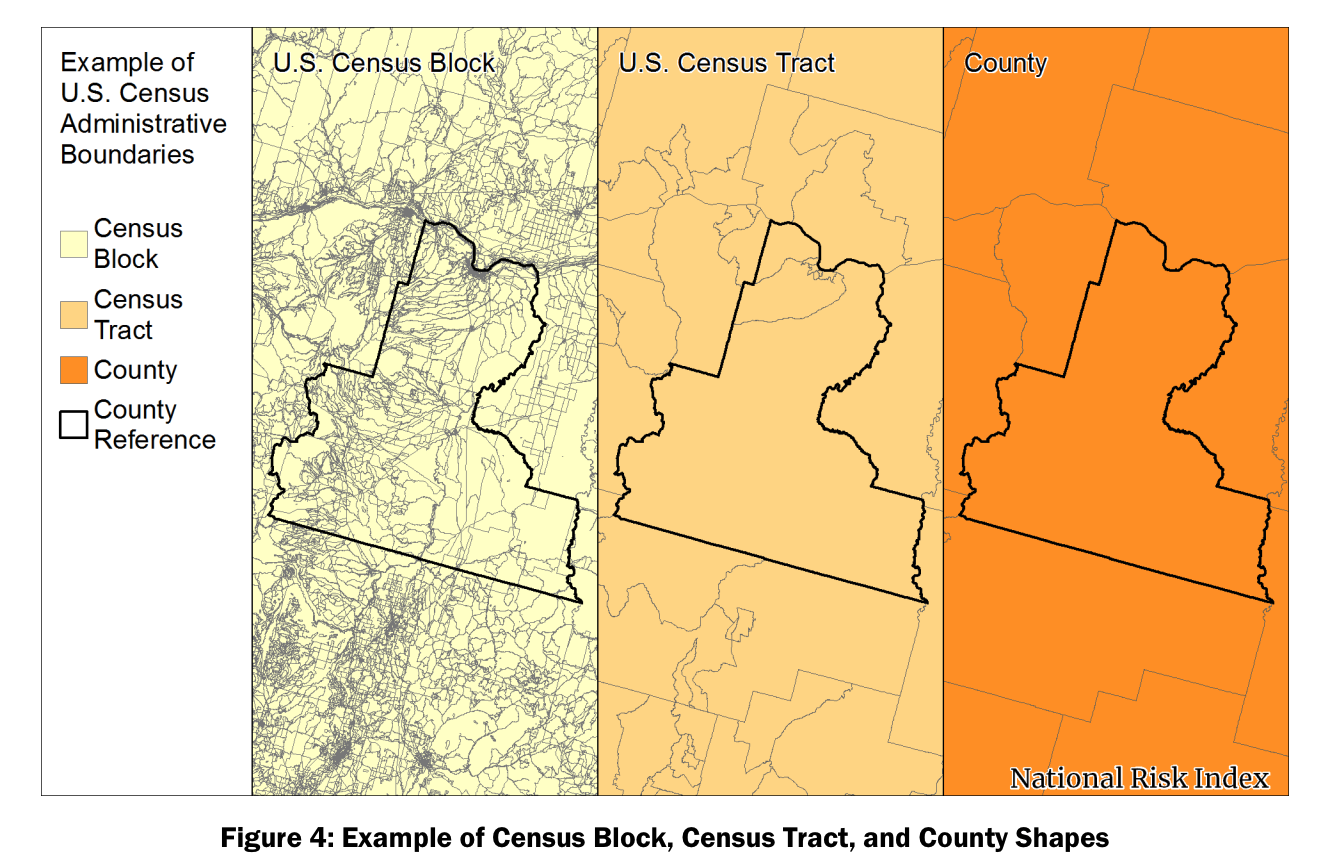 Example of
U.S. Census
Administrative
Boundaries
Census
Block
Census
Tract
County
County
Reference
U.S. Census Block
U.S. Census Tract
County
National Risk Index
Figure 4: Example of Census Block, Census Tract, and County Shapes